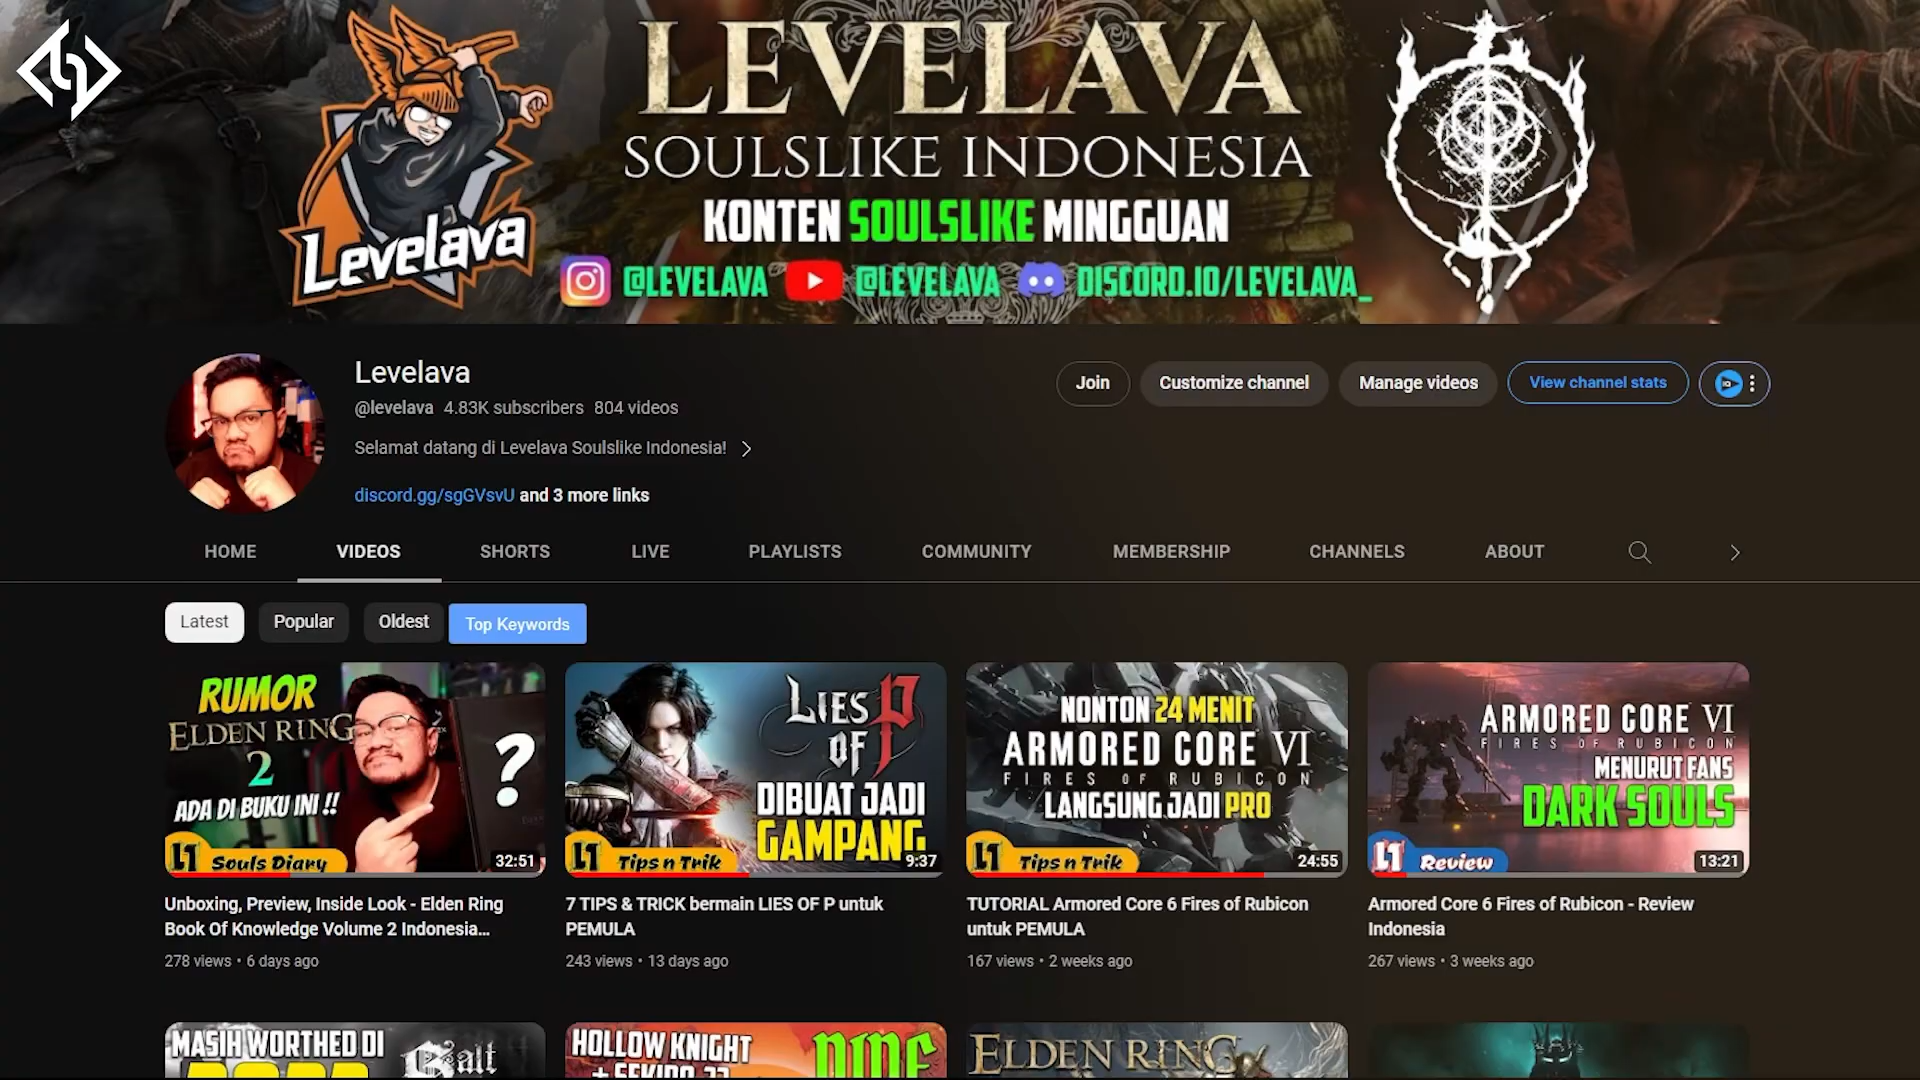 LEVELAVA
SOULSLIKE INDONESIA
KONTEN SOULSLIKE MINGGUAN
@LEVELAVA @LEVELAVA DISCORD.IO/LEVELAVA_
Levelava
Levelava
@levelava 4.83K subscribers 804 videos
Selamat datang di Levelava Soulslike Indonesia!
discord.gg/sgGVsvU and 3 more links
Join Customize channel Manage videos View channel stats
HOME VIDEOS SHORTS LIVE PLAYLISTS COMMUNITY MEMBERSHIP CHANNELS ABOUT
Latest Popular Oldest Top Keywords
RUMOR
ELDEN RING
2
ADA DI BUKU INI !!
?
Souls Diary
32:51
LIES
OF P
DIBUAT JADI
GAMPANG
Tips n Trik
9:37
NONTON 24 MENIT
ARMORED CORE VI
FIRES OF RUBICON
LANGSUNG JADI PRO
Tips n Trik
24:55
ARMORED CORE VI
FIRES OF RUBICON
MENURUT FANS
DARK SOULS
Review
13:21
Unboxing, Preview, Inside Look - Elden Ring
Book Of Knowledge Volume 2 Indonesia...
278 views • 6 days ago
7 TIPS & TRICK bermain LIES OF P untuk
PEMULA
243 views • 13 days ago
TUTORIAL Armored Core 6 Fires of Rubicon
untuk PEMULA
167 views • 2 weeks ago
Armored Core 6 Fires of Rubicon - Review
Indonesia
267 views • 3 weeks ago
MASIH WORTHED DI
Salt
HOLLOW KNIGHT
+ SEKIRO
NINE
ELDEN RING